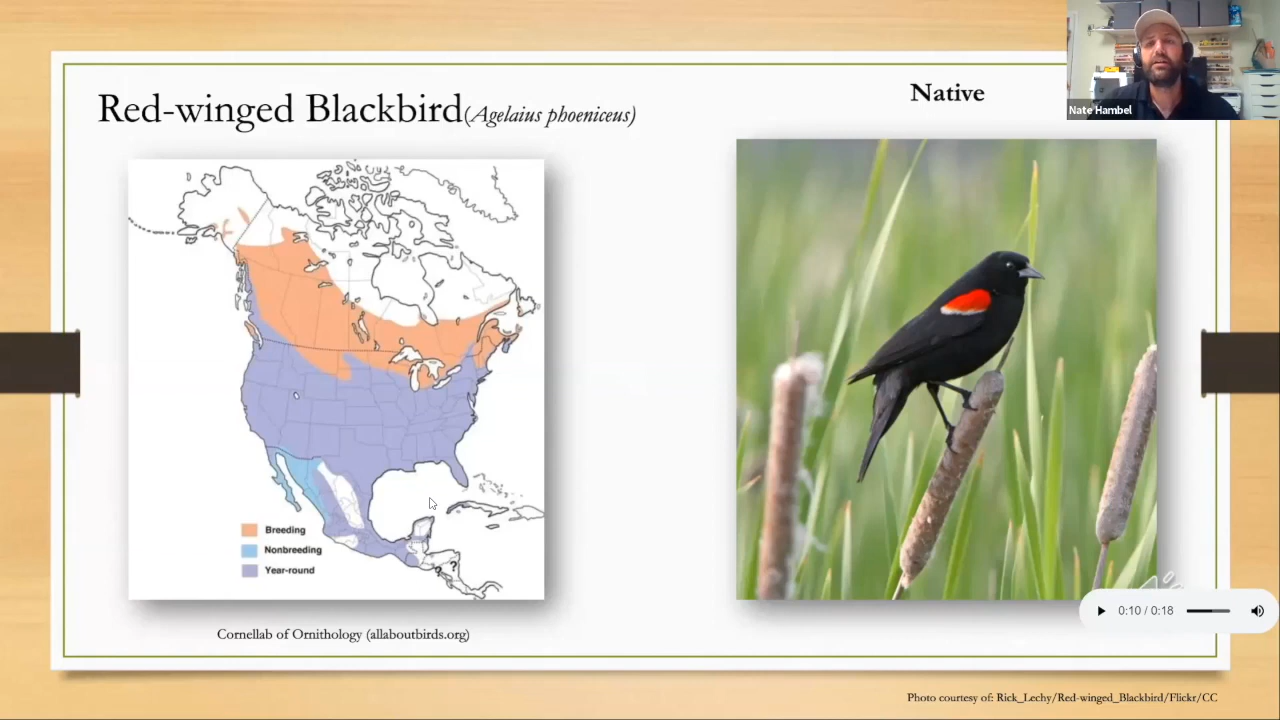 Native
Nate Hambel
Red-winged Blackbird(Agelaius phoeniceus)
Breeding
Nonbreeding
Year-round
? ?
0:10 / 0:18
Cornellab of Ornithology (allaboutbirds.org)
Photo courtesy of: Rick_Lechy/Red-winged_Blackbird/Flickr/CC